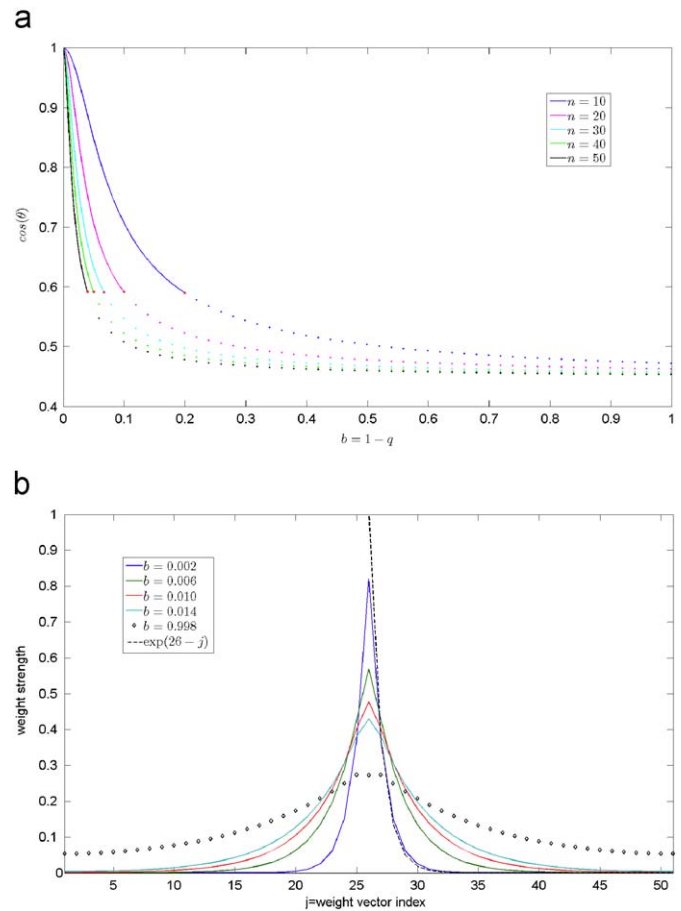 a
1
0.9
0.8
0.7
0.6
0.5
0.4
cos(θ)
n = 10
n = 20
n = 30
n = 40
n = 50
0 0.1 0.2 0.3 0.4 0.5 0.6 0.7 0.8 0.9 1
b = 1 − q
b
1
0.9
0.8
0.7
0.6
0.5
0.4
0.3
0.2
0.1
0
weight strength
b = 0.002
b = 0.006
b = 0.010
b = 0.014
b = 0.998
exp(26 − j)
5 10 15 20 25 30 35 40 45 50
j=weight vector index